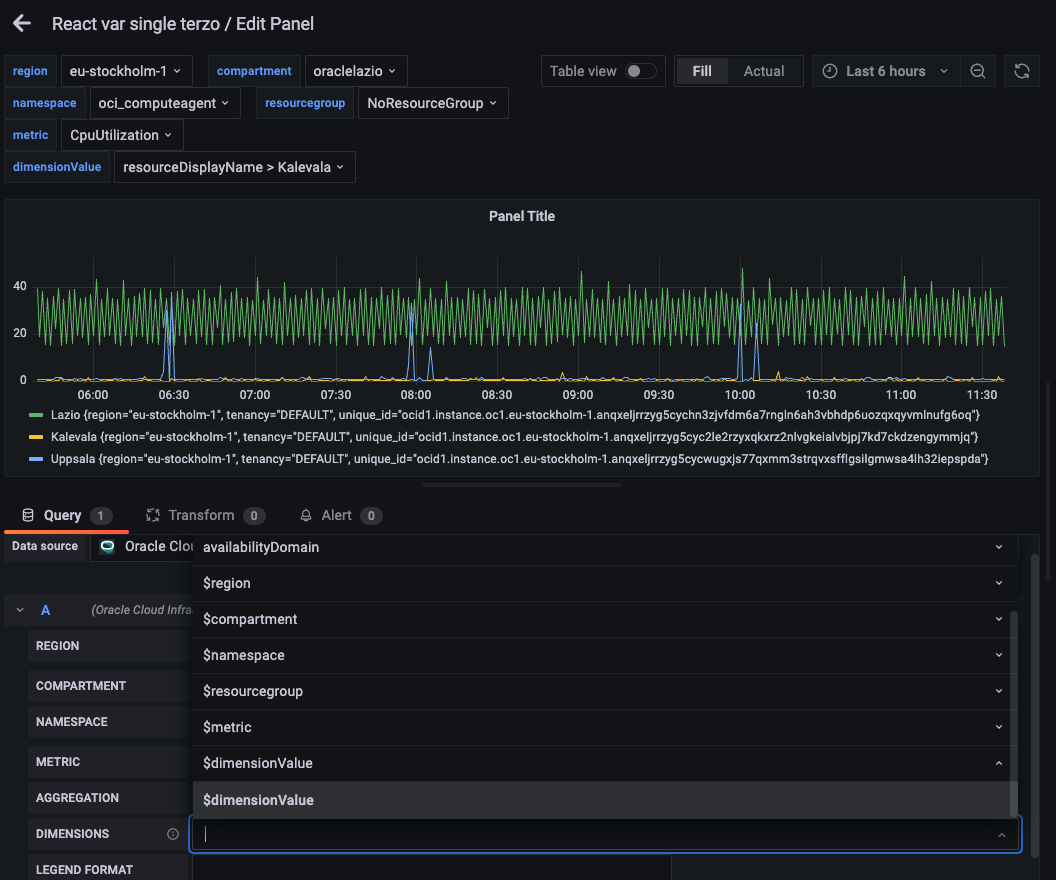 React var single terzo / Edit Panel
region eu-stockholm-1 compartment oraclelazio Table view Fill Actual Last 6 hours
namespace oci_computeagent resourcegroup NoResourceGroup
metric CpuUtilization
dimensionValue resourceDisplayName > Kalevala
Panel Title
40
20
0
06:00 06:30 07:00 07:30 08:00 08:30 09:00 09:30 10:00 10:30 11:00 11:30
Lazio {region="eu-stockholm-1", tenancy="DEFAULT", unique_id="ocid1.instance.oc1.eu-stockholm-1.anqxeljrrzyg5cychn3zjvfdm6a7rngln6ah3vbhdp6uozqxqyvmlnufg6oq"}
Kalevala {region="eu-stockholm-1", tenancy="DEFAULT", unique_id="ocid1.instance.oc1.eu-stockholm-1.anqxeljrrzyg5cyc2le2rzyxqkxrz2nlvgkeialvbjpj7kd7ckdzengymmjq"}
Uppsala {region="eu-stockholm-1", tenancy="DEFAULT", unique_id="ocid1.instance.oc1.eu-stockholm-1.anqxeljrrzyg5cycwugxjs77qxmm3strqvxsfflgsilgmwsa4lh32iepspda"}
Query 1 Transform 0 Alert 0
Data source Oracle Clou
availabilityDomain
$region
A (Oracle Cloud Infra
$compartment
REGION
$namespace
COMPARTMENT
$resourcegroup
NAMESPACE
$metric
METRIC
$dimensionValue
AGGREGATION
$dimensionValue
DIMENSIONS
LEGEND FORMAT